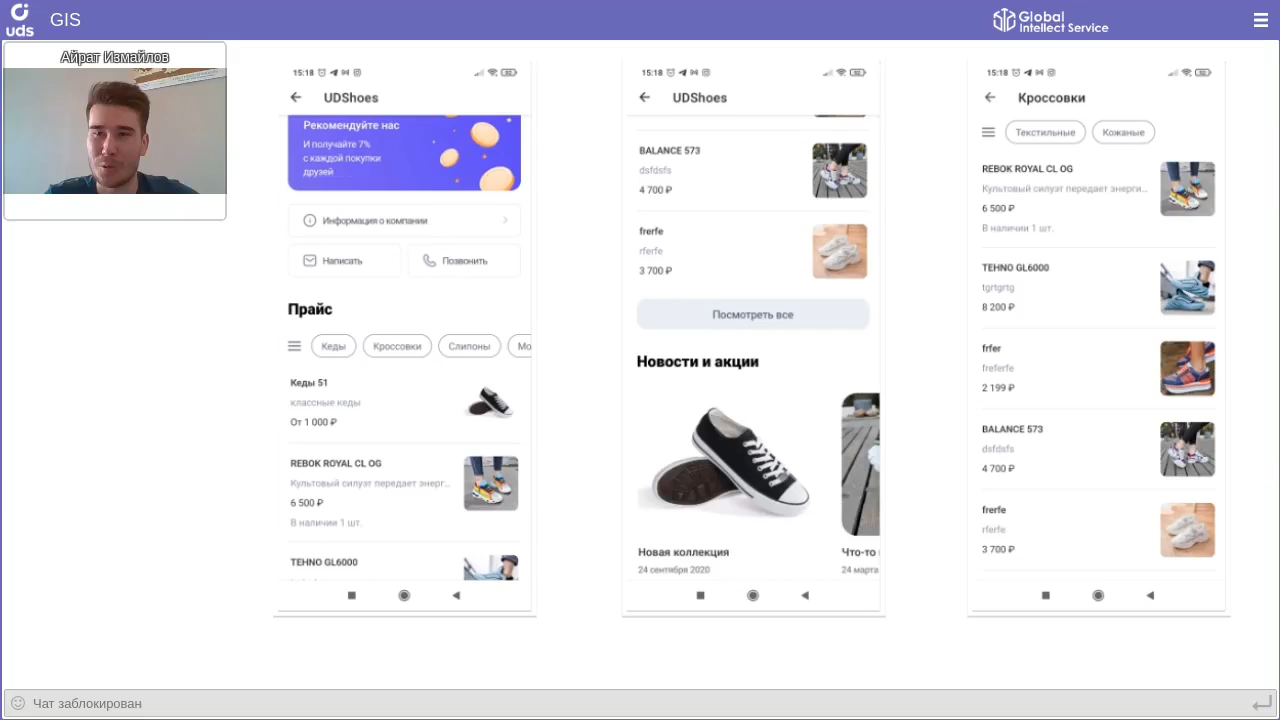 uds
GIS
Global
Intellect Service
Айрат Измайлов
15:18
UDShoes
Рекомендуйте нас
И получайте 7%
с каждой покупки
друзей
Информация о компании
Написать
Позвонить
Прайс
Кеды
Кроссовки
Слипоны
Мо
Кеды 51
классные кеды
От 1 000 ₽
REBOK ROYAL CL OG
Культовый силуэт передает энерг...
6 500 ₽
В наличии 1 шт.
TEHNO GL6000
15:18
UDShoes
BALANCE 573
dsfdsfs
4 700 ₽
frerfe
rferfe
3 700 ₽
Посмотреть все
Новости и акции
Новая коллекция
24 сентября 2020
Что-то
24 марта
15:18
Кроссовки
Текстильные
Кожаные
REBOK ROYAL CL OG
Культовый силуэт передает энерги...
6 500 ₽
В наличии 1 шт.
TEHNO GL6000
tgrtgrtg
8 200 ₽
frfer
freferfe
2 199 ₽
BALANCE 573
dsfdsfs
4 700 ₽
frerfe
rferfe
3 700 ₽
Чат заблокирован